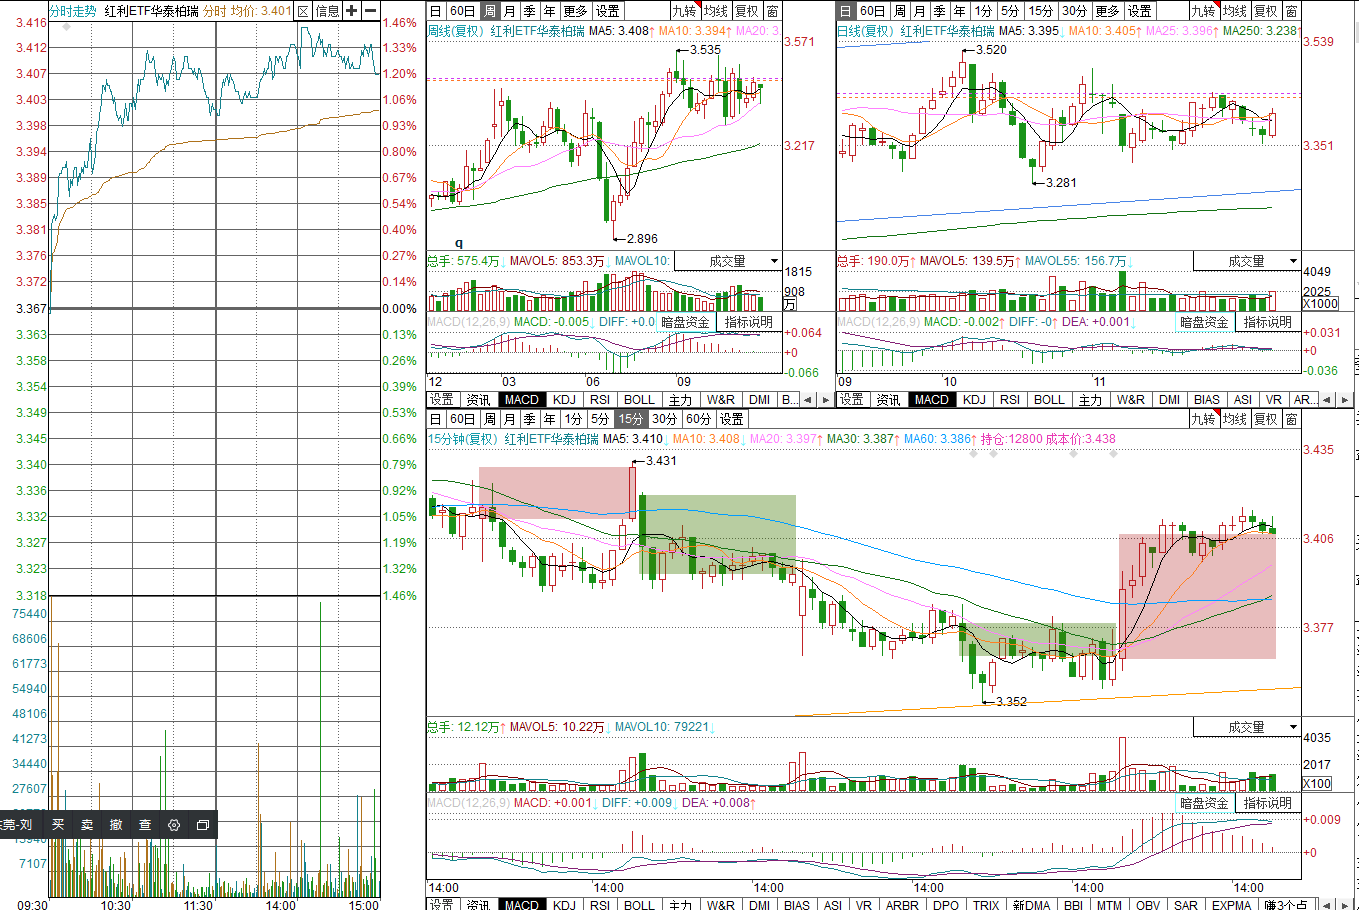 分时走势 红利ETF华泰柏瑞 分时 均价: 3.401 信息
3.416 1.46%
3.412 1.33%
3.407 1.20%
3.403 1.06%
3.398 0.93%
3.394 0.80%
3.389 0.67%
3.385 0.54%
3.381 0.40%
3.376 0.27%
3.372 0.14%
3.367 0.00%
3.363 0.13%
3.358 0.26%
3.354 0.39%
3.349 0.53%
3.345 0.66%
3.340 0.79%
3.336 0.92%
3.332 1.05%
3.327 1.19%
3.323 1.32%
3.318 1.46%
75440
68606
61773
54940
48106
41273
34440
27607
莞-刘 买 卖 撤 查
7107
09:30 10:30 11:30 14:00 15:00
日 60日 周 月 季 年 更多 设置 九转 均线 复权 窗
周线(复权) 红利ETF华泰柏瑞 MA5: 3.408↑ MA10: 3.394↑ MA20: 3.
3.571
3.535
3.217
2.896
q
总手: 575.4万↓ MAVOL5: 853.3万↓ MAVOL10: 成交量
1815
908
万
MACD(12,26,9) MACD: -0.005↓ DIFF: +0.0 暗盘资金 指标说明
+0.064
+0
-0.066
12 03 06 09
设置 资讯 MACD KDJ RSI BOLL 主力 W&R DMI B...
日 60日 周 月 季 年 1分 5分 15分 30分 更多 设置 九转 均线 复权 窗
日线(复权) 红利ETF华泰柏瑞 MA5: 3.395↓ MA10: 3.405↑ MA25: 3.396↑ MA250: 3.238↑
3.539
3.520
3.351
3.281
总手: 190.0万↑ MAVOL5: 139.5万↑ MAVOL55: 156.7万↓ 成交量
4049
2025
X1000
MACD(12,26,9) MACD: -0.002↑ DIFF: -0↑ DEA: +0.001↓ 暗盘资金 指标说明
+0.031
+0
-0.036
09 10 11
设置 资讯 MACD KDJ RSI BOLL 主力 W&R DMI BIAS ASI VR AR...
日 60日 周 月 季 年 1分 5分 15分 30分 60分 设置 九转 均线 复权 窗
15分钟(复权) 红利ETF华泰柏瑞 MA5: 3.410↓ MA10: 3.408↓ MA20: 3.397↑ MA30: 3.387↑ MA60: 3.386↑ 持仓:12800 成本价:3.438
3.435
3.431
3.406
3.377
3.352
总手: 12.12万↑ MAVOL5: 10.22万↓ MAVOL10: 79221↓ 成交量
4035
2017
X100
MACD(12,26,9) MACD: +0.001↓ DIFF: +0.009↓ DEA: +0.008↑ 暗盘资金 指标说明
+0.009
+0
14:00 14:00 14:00 14:00 14:00 14:00
设置 资讯 MACD KDJ RSI BOLL 主力 W&R DMI BIAS ASI VR ARBR DPO TRIX 新DMA BBI MTM OBV SAR EXPMA 赚3个点